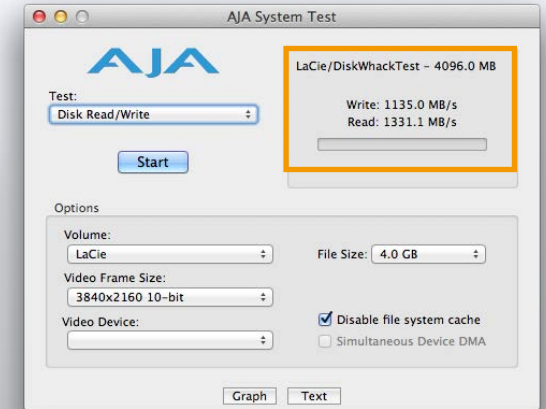 AJA System Test
AJA
LaCie/DiskWhackTest - 4096.0 MB
Write: 1135.0 MB/s
Read: 1331.1 MB/s
Test:
Disk Read/Write
Start
Options
Volume:
LaCie
File Size: 4.0 GB
Video Frame Size:
3840x2160 10-bit
Video Device:
Disable file system cache
Simultaneous Device DMA
Graph Text